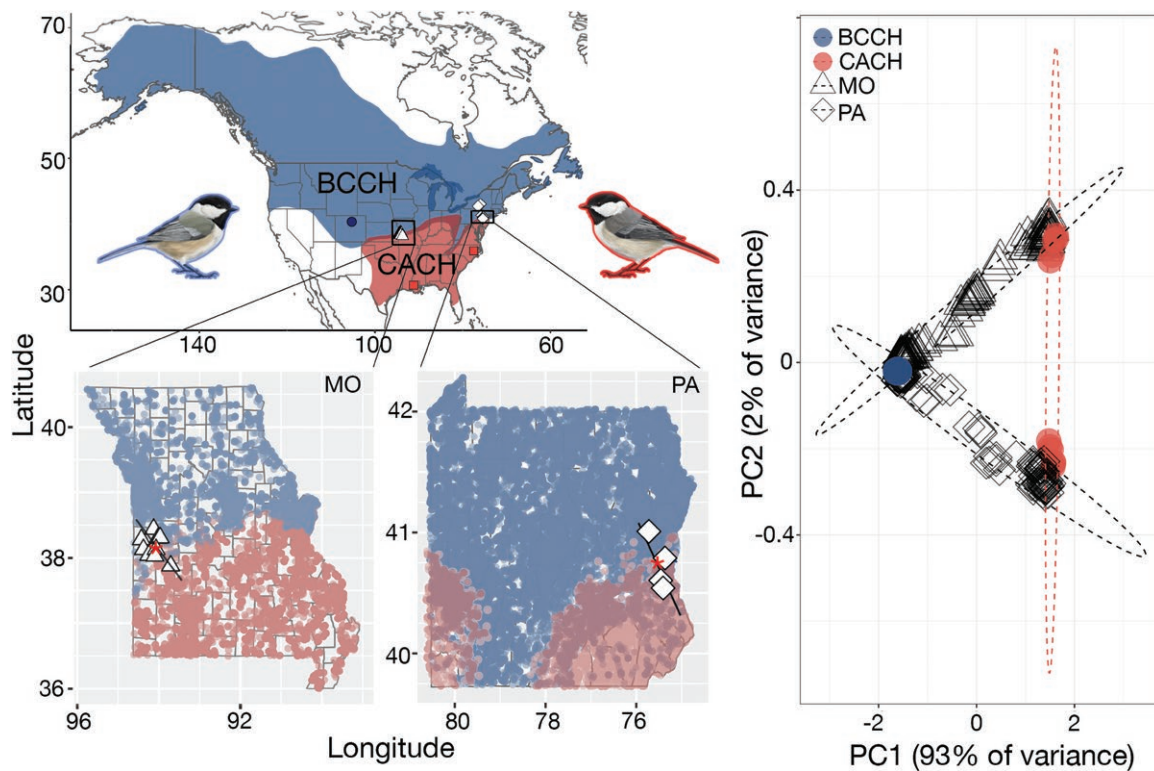 70
50
30
BCCH
CACH
140
100
60
Latitude
MO
40
38
36
96
92
PA
42
41
40
80
78
76
Longitude
BCCH
CACH
MO
PA
0.4
0
-0.4
PC2 (2% of variance)
-2
0
2
PC1 (93% of variance)